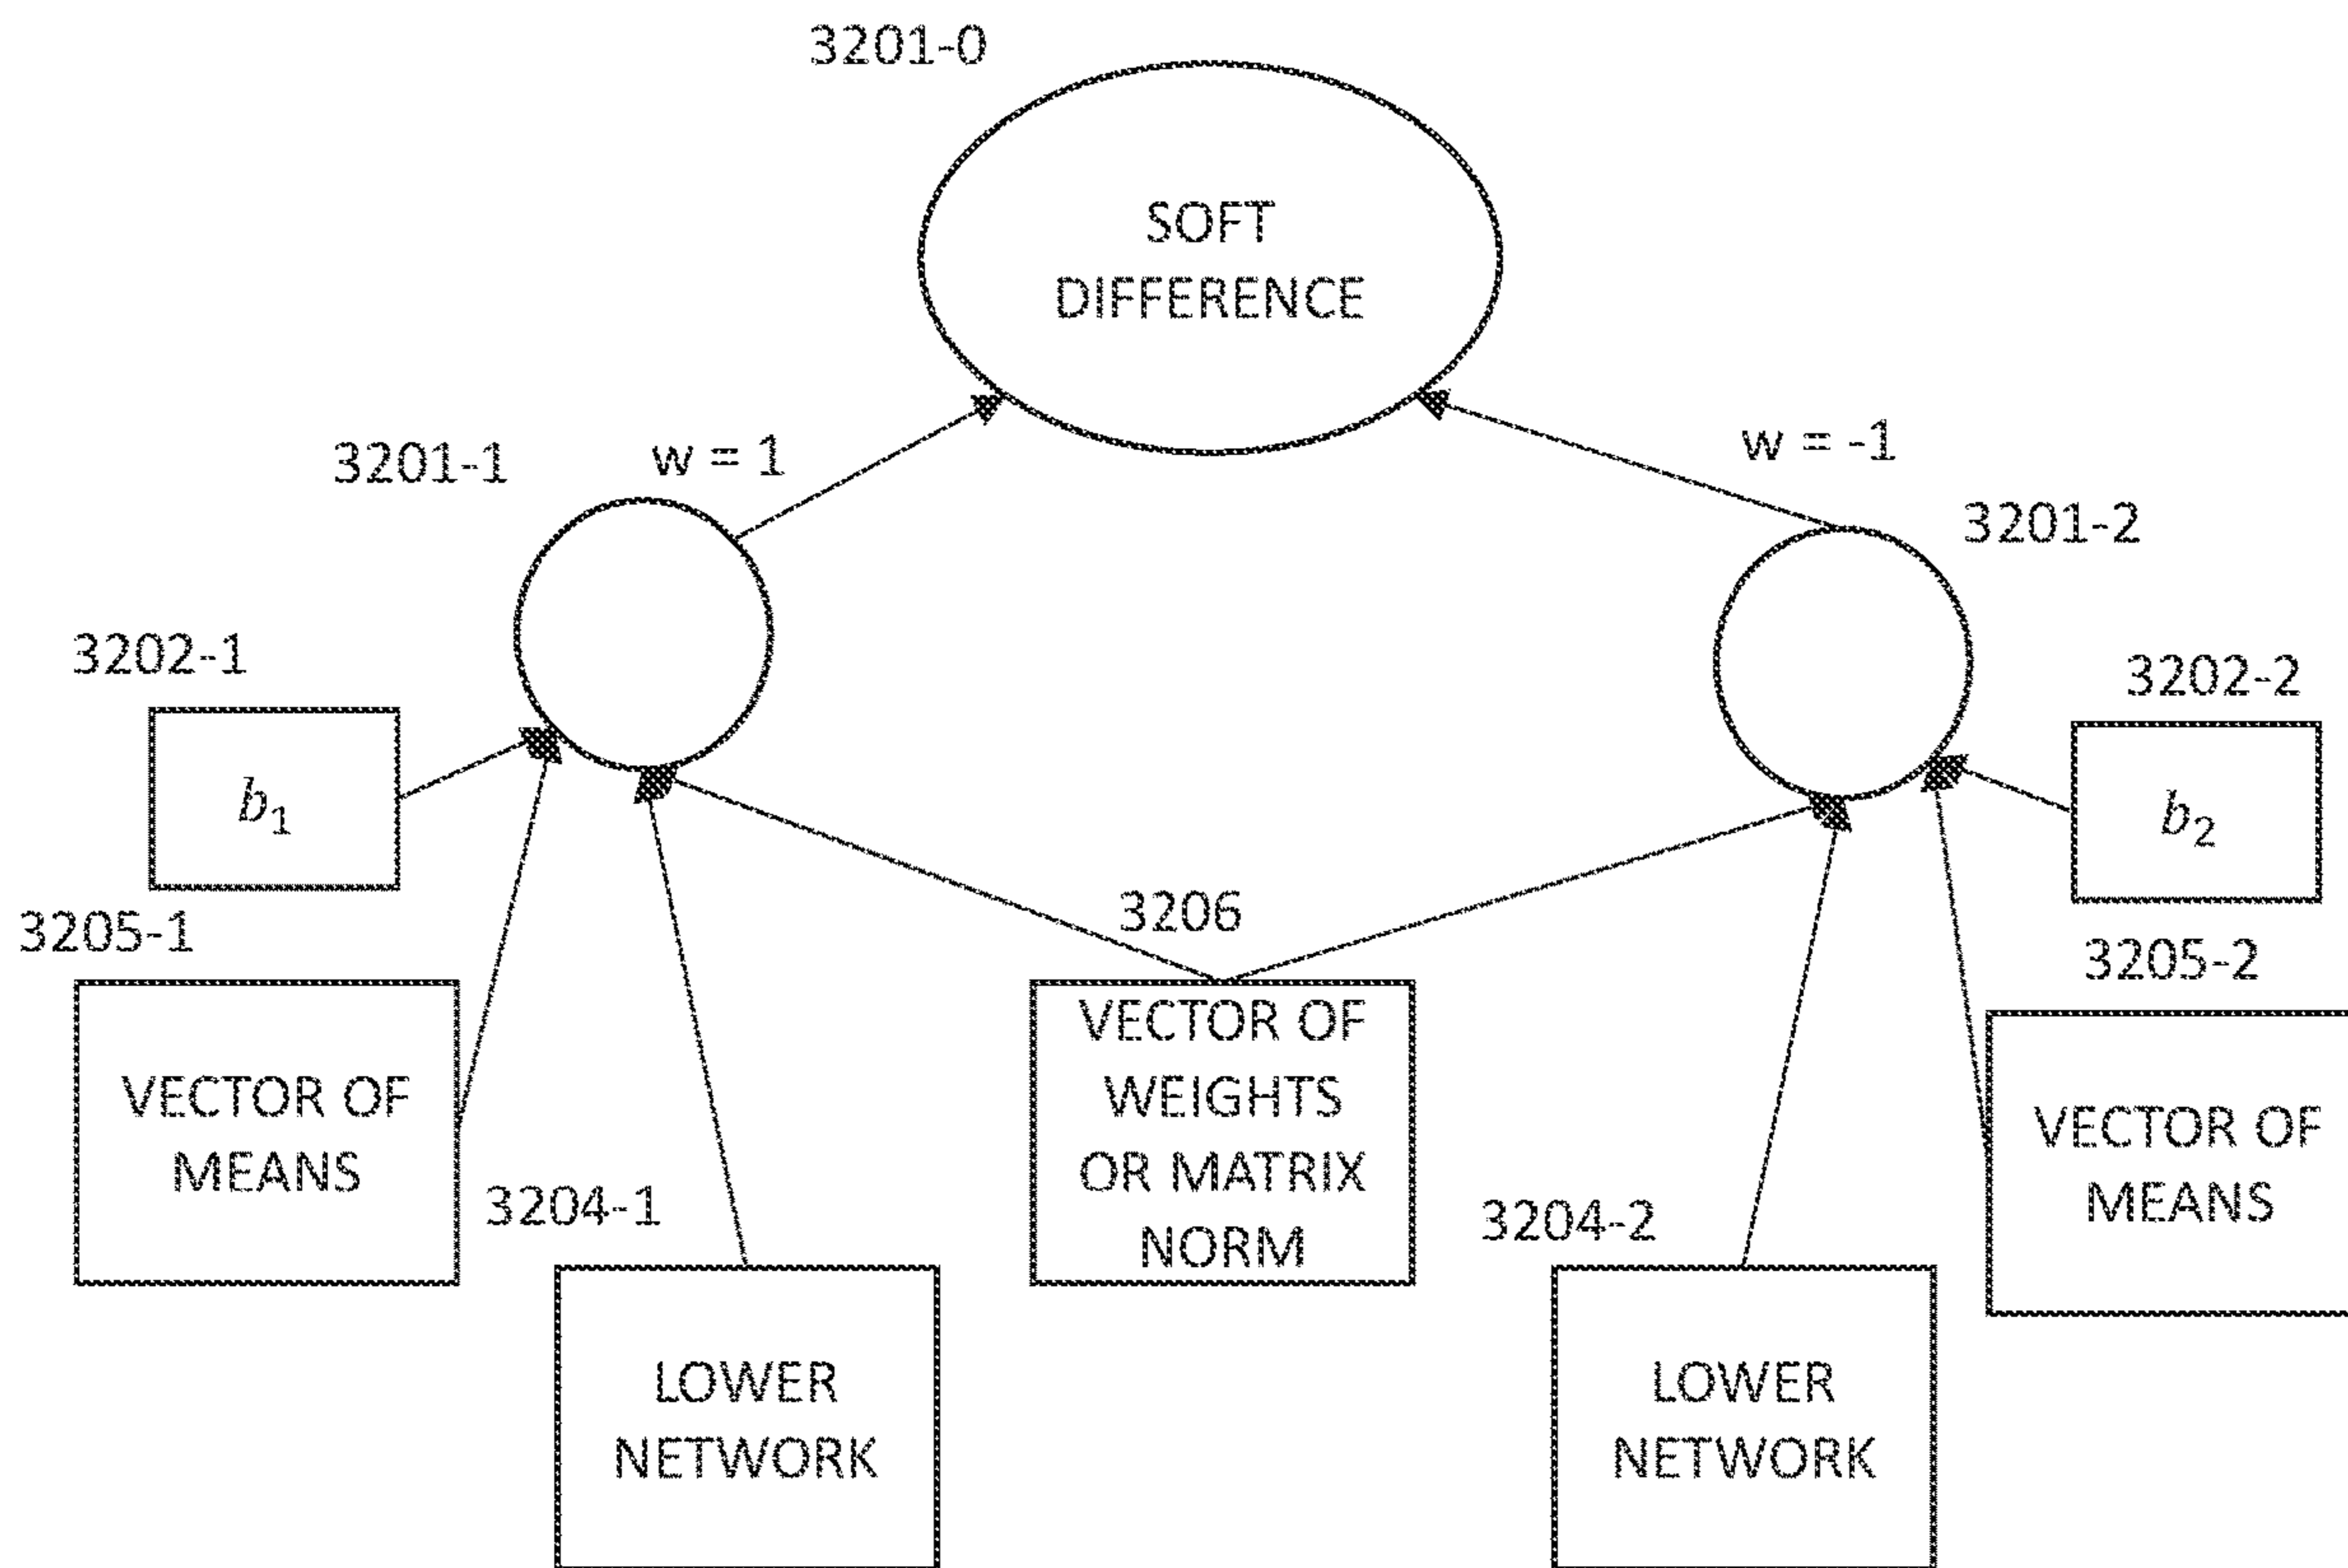 3201-0
SOFT
DIFFERENCE
3201-1
w = 1
w = -1
3201-2
3202-1
b₁
3202-2
b₂
3205-1
VECTOR OF
MEANS
3206
VECTOR OF
WEIGHTS
OR MATRIX
NORM
3205-2
VECTOR OF
MEANS
3204-1
LOWER
NETWORK
3204-2
LOWER
NETWORK